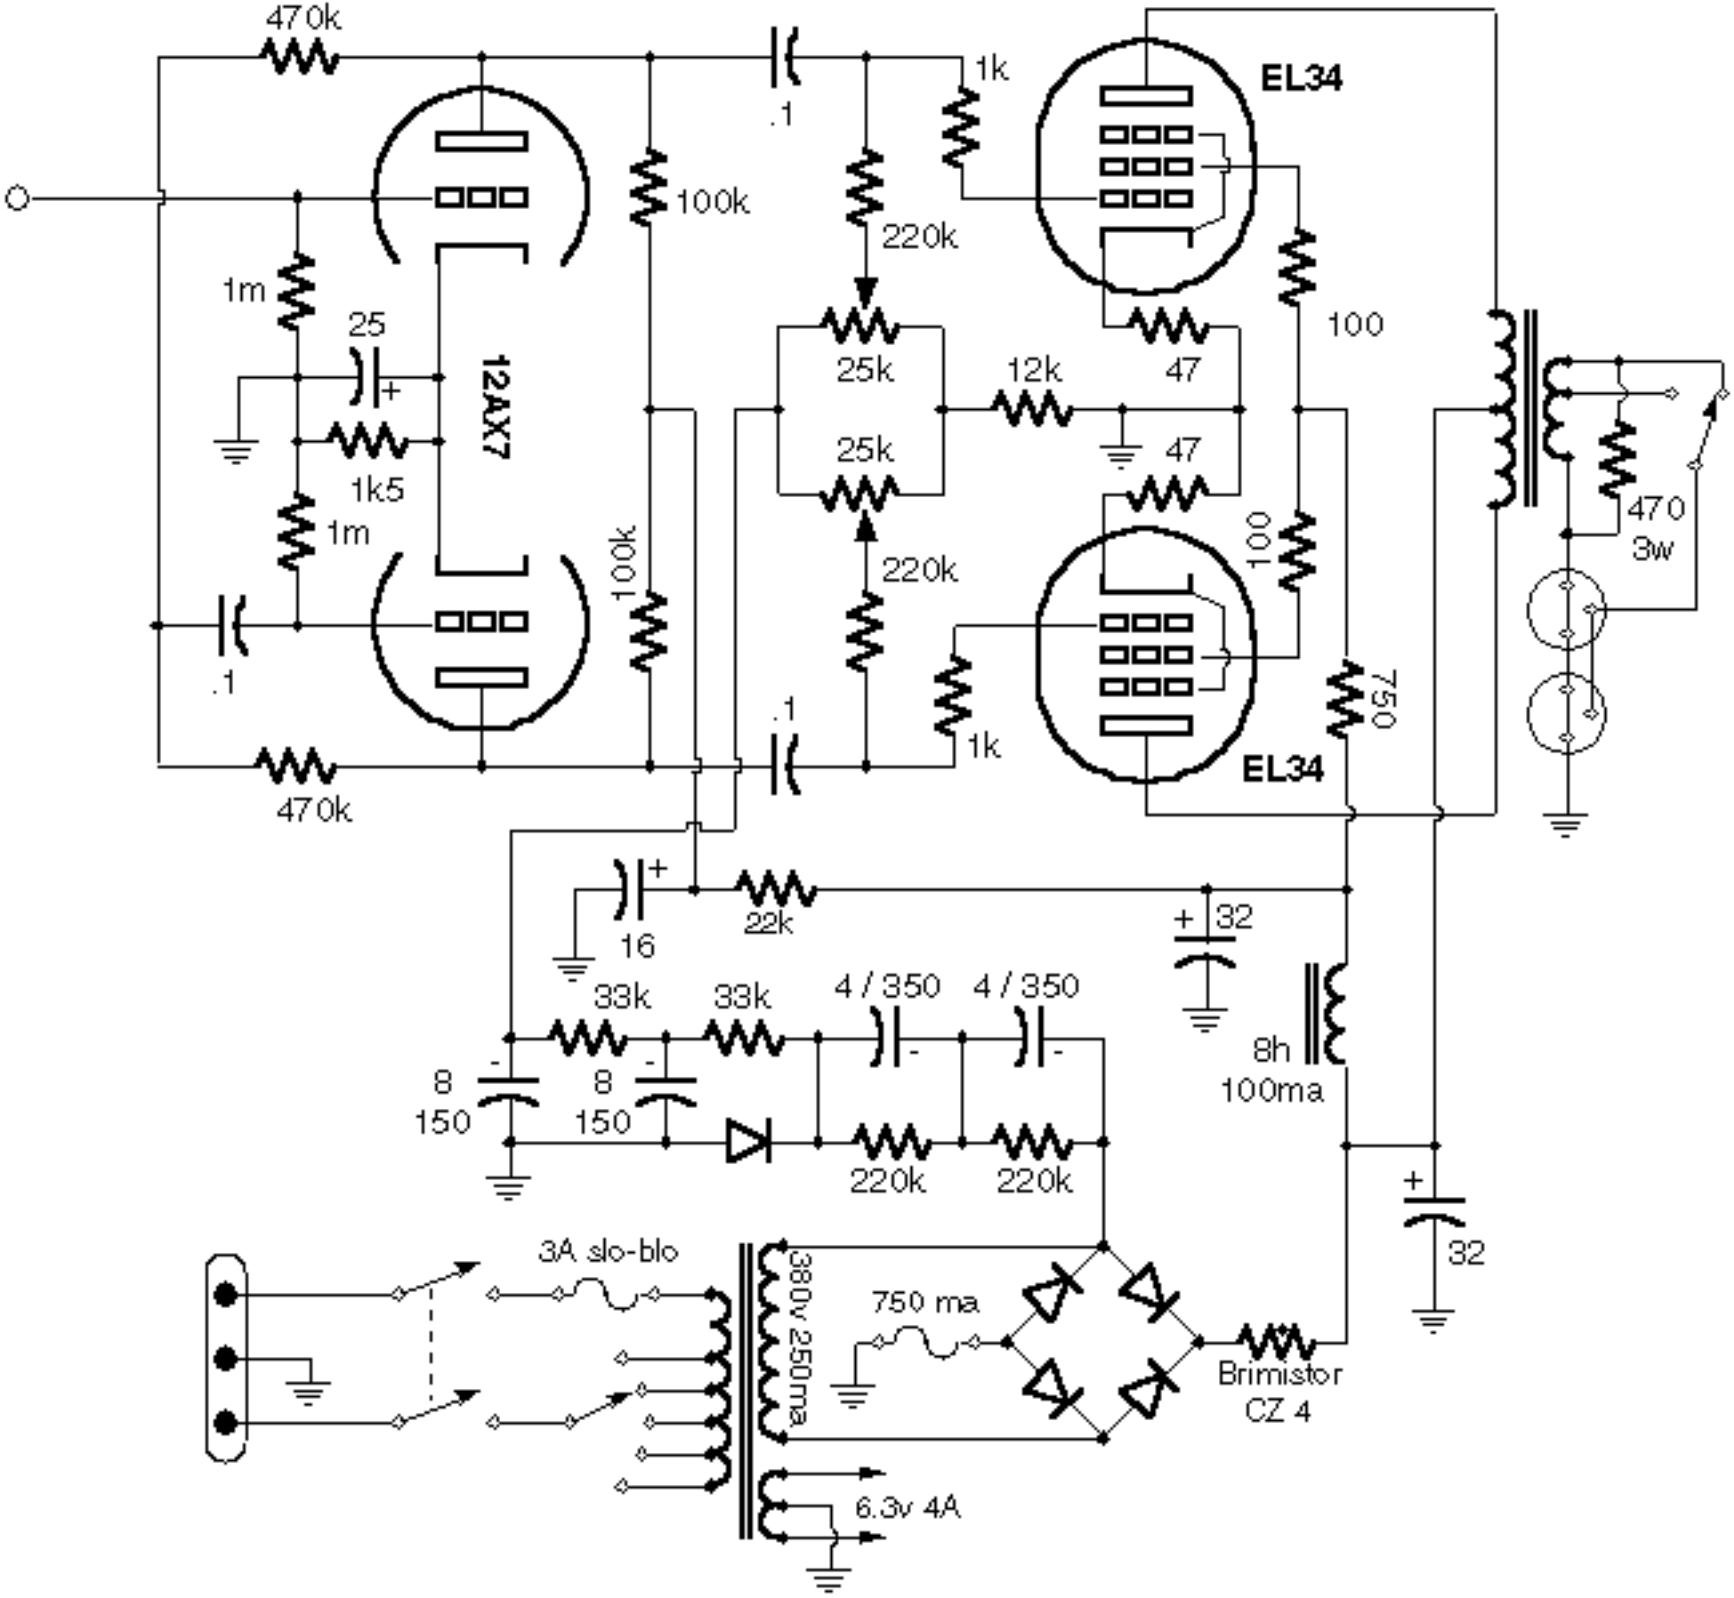 470k
1k
EL34
.1
100k
220k
1m
25
+
100
25k
12k
47
12AX7
25k
47
1k5
1m
100k
220k
100
470
3w
.1
.1
1k
750
EL34
470k
+
16
22k
+ 32
33k
33k
4 / 350
4 / 350
-
-
-
-
8
150
8
150
8h
100ma
220k
220k
+
32
3A slo-blo
380v 250ma
750 ma
Brimistor
CZ 4
6.3v 4A